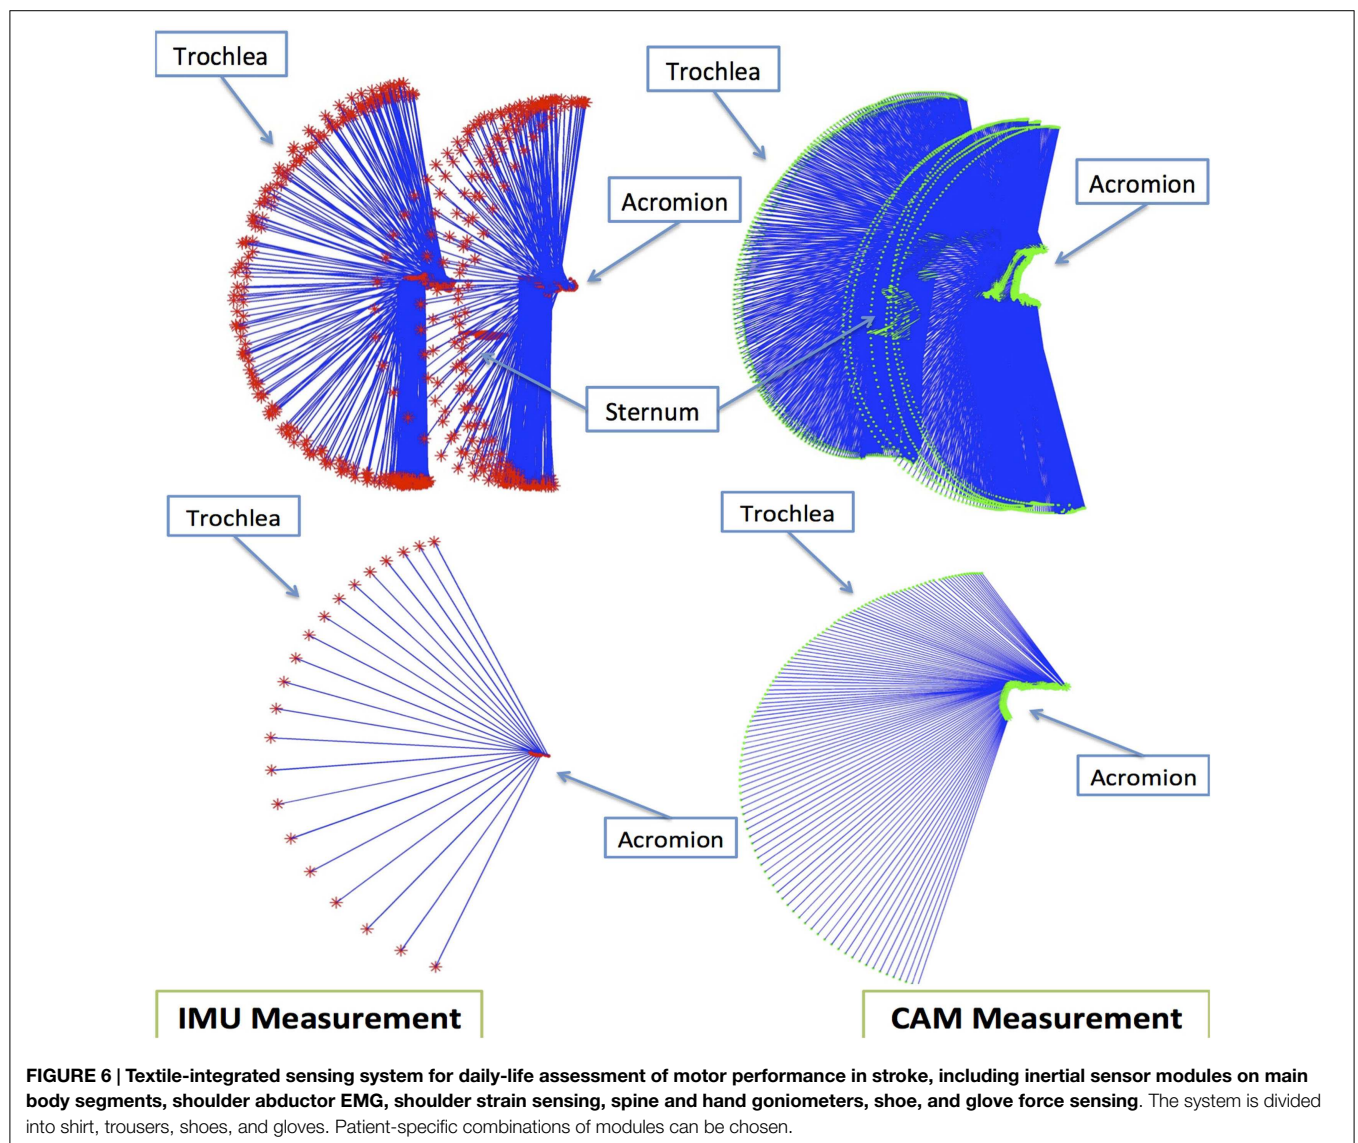 Trochlea
Trochlea
Acromion
Acromion
Sternum
Trochlea
Trochlea
Acromion
Acromion
IMU Measurement
CAM Measurement
FIGURE 6 | Textile-integrated sensing system for daily-life assessment of motor performance in stroke, including inertial sensor modules on main
body segments, shoulder abductor EMG, shoulder strain sensing, spine and hand goniometers, shoe, and glove force sensing. The system is divided
into shirt, trousers, shoes, and gloves. Patient-specific combinations of modules can be chosen.